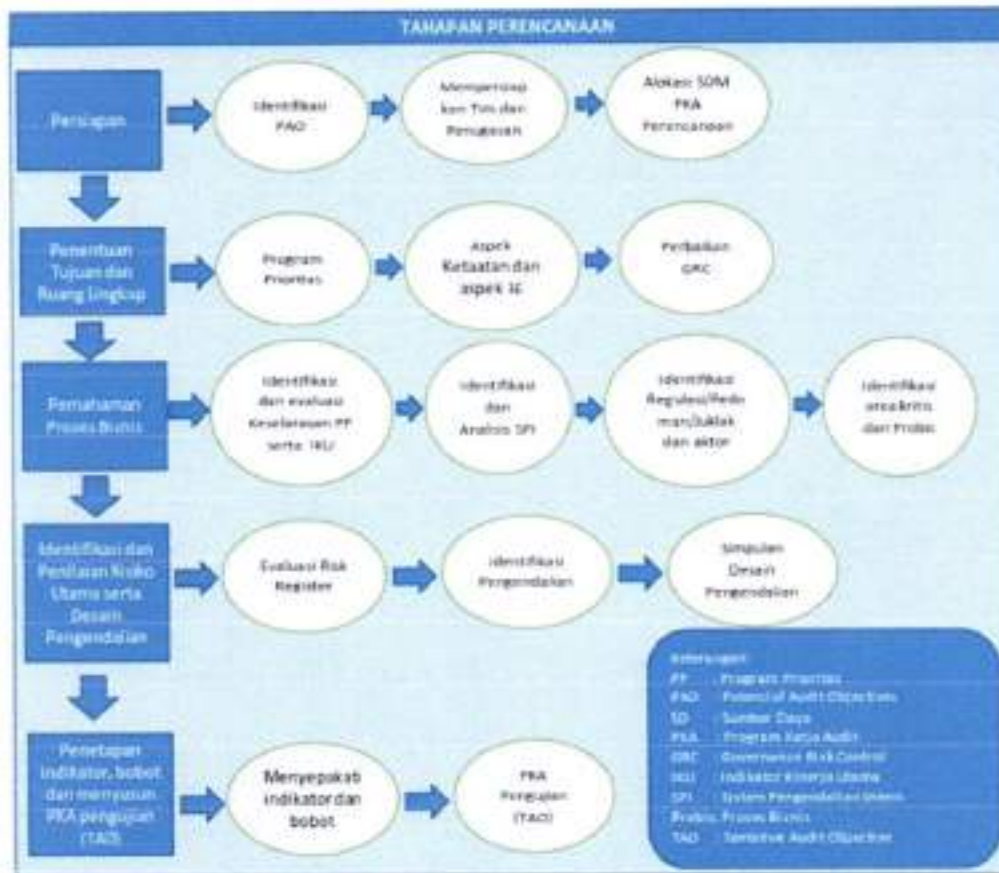 TAHAPAN PERENCANAAN
Persiapan
Identifikasi
PAO
Mempersiap
kan Tim dan
Penugasan
Alokasi SDM
PKA
Perencanaan
Penentuan
Tujuan dan
Ruang Lingkup
Program
Prioritas
Aspek
Ketaatan dan
aspek 3E
Perbaikan
GRC
Pemahaman
Proses Bisnis
Identifikasi
dan evaluasi
Keselarasan PP
serta IKU
Identifikasi
dan
Analisis SPI
Identifikasi
Regulasi/Pedo
man/Juklak
dan aktor
Identifikasi
area kritis
dari Probis
Identifikasi dan
Penilaian Risiko
Utama serta
Desain
Pengendalian
Evaluasi Risk
Register
Identifikasi
Pengendalian
Simpulan
Desain
Pengendalian
Penetapan
indikator, bobot
dan menyusun
PKA pengujian
(TAO)
Menyepakati
indikator dan
bobot
PKA
Pengujian
(TAO)
Keterangan:
PP : Program Prioritas
PAO : Potencial Audit Objectives
SD : Sumber Daya
PKA : Program Kerja Audit
GRC : Governance Risk Control
IKU : Indikator Kinerja Utama
SPI : System Pengendalian Intern
Probis: Proses Bisnis
TAO : Tentative Audit Objective